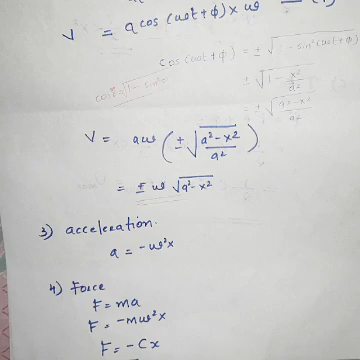 V = a cos (ωt + φ) × ω
cos (ωt + φ) = ± √1 - sin²(ωt + φ)
± √1 - x²/a²
= ± √a² - x²/a²
V = aω (± √a² - x²/a²)
= ± ω √a² - x²
3) acceleration.
a = -ω²x
4) Force
F = ma
F = -mω²x
F = -Cx